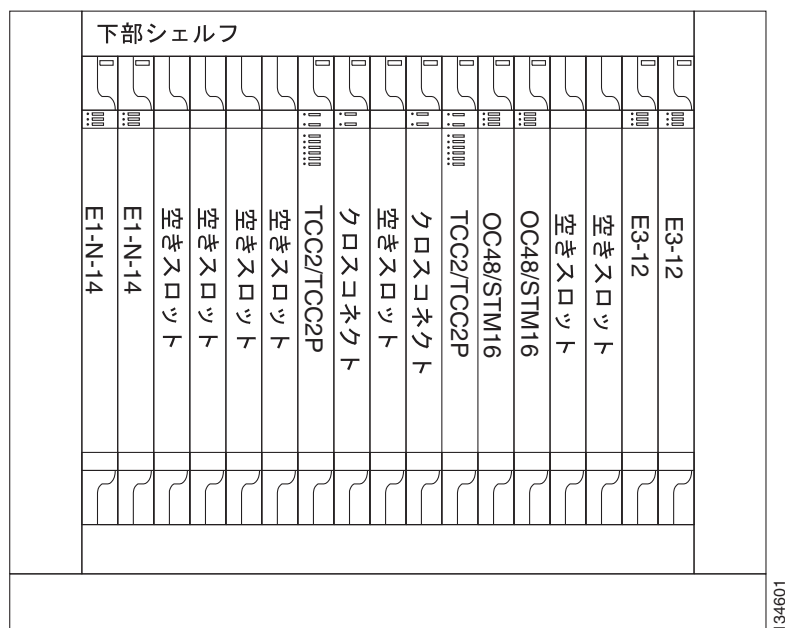 下部シェルフ
E1-N-14
E1-N-14
空きスロット
空きスロット
空きスロット
空きスロット
TCC2/TCC2P
クロスコネクト
空きスロット
クロスコネクト
TCC2/TCC2P
OC48/STM16
OC48/STM16
空きスロット
空きスロット
E3-12
E3-12
134601